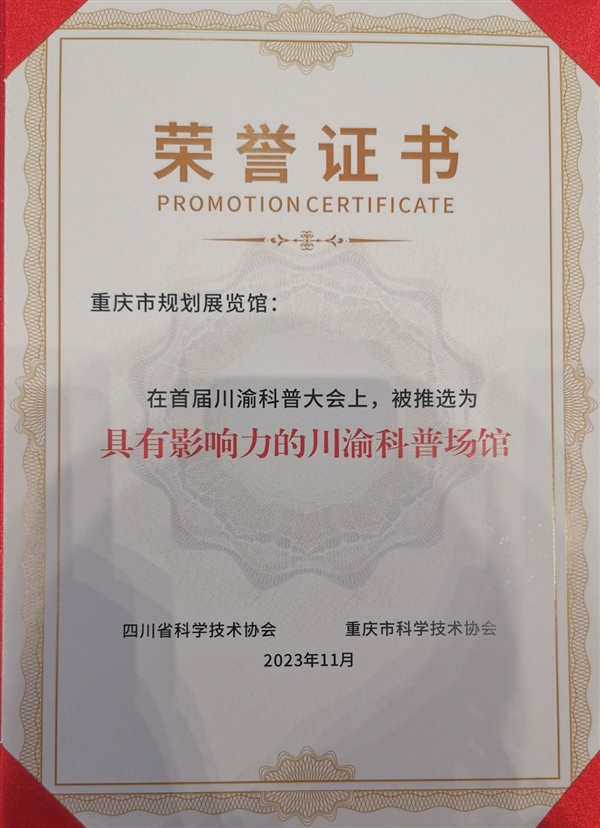 荣誉证书
PROMOTION CERTIFICATE
重庆市规划展览馆：
在首届川渝科普大会上，被推选为
具有影响力的川渝科普场馆
四川省科学技术协会 重庆市科学技术协会
2023年11月